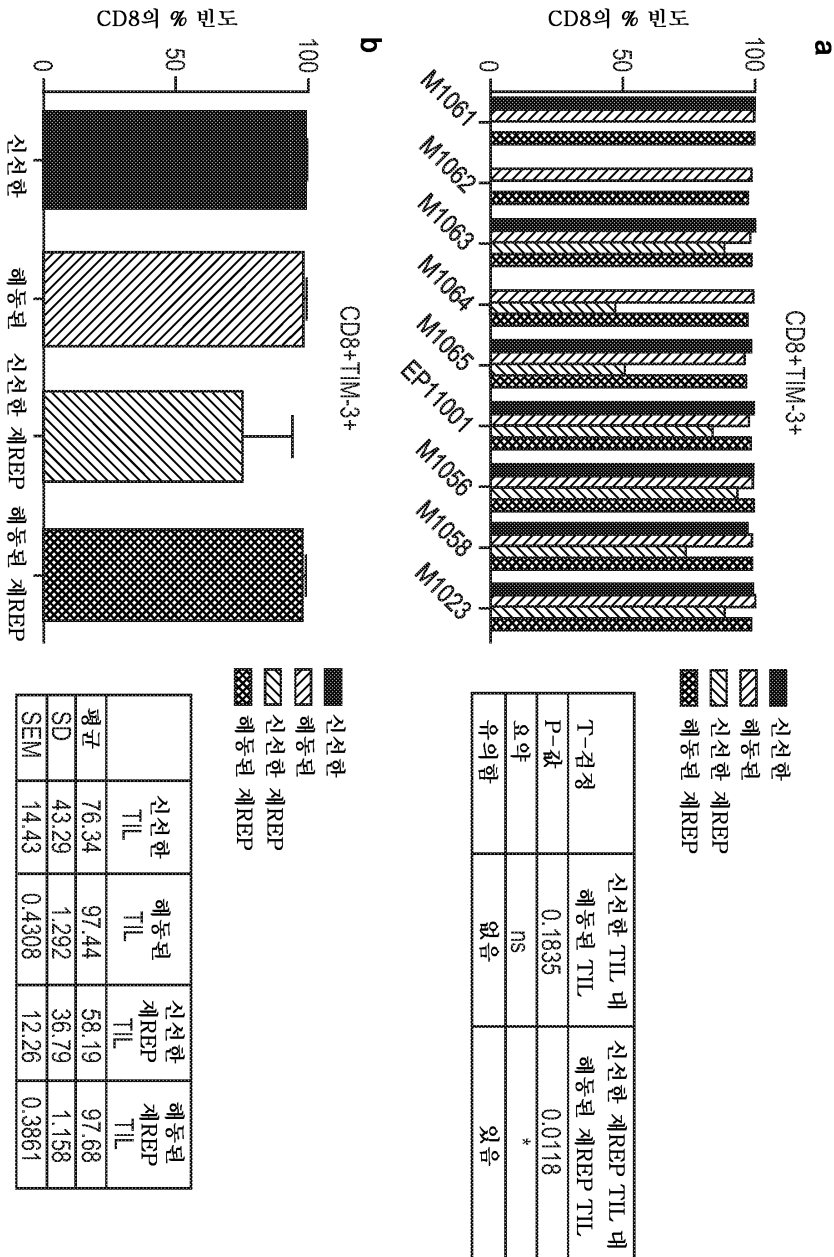 a
CD8+TIM-3+
CD8의 % 빈도
100
50
0
M1061
M1062
M1063
M1064
M1065
EP11001
M1056
M1058
M1023
신선한
해동된
신선한 재REP
해동된 재REP
T-검정
신선한 TIL 대
해동된 TIL
신선한 재REP TIL 대
해동된 재REP TIL
P-값 0.1835 0.0118
요약 ns *
유의함 없음 있음
b
CD8+TIM-3+
CD8의 % 빈도
100
50
0
신선한
해동된
신선한 재REP
해동된 재REP
신선한
해동된
신선한 재REP
해동된 재REP
신선한
TIL
해동된
TIL
신선한
재REP
TIL
해동된
재REP
TIL
평균 76.34 97.44 58.19 97.68
SD 43.29 1.292 36.79 1.158
SEM 14.43 0.4308 12.26 0.3861